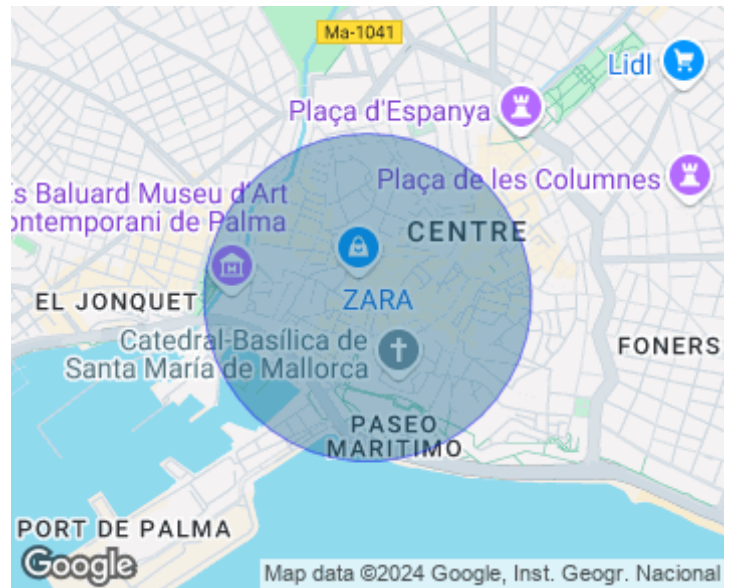 Ma-1041
Lidl
Plaça d'Espanya
s Baluard Museu d'Art
ontemporani de Palma
Plaça de les Columnes
CENTRE
ZARA
EL JONQUET
Catedral-Basílica de
Santa María de Mallorca
FONERS
PASEO
MARITIMO
PORT DE PALMA
Google
Map data ©2024 Google, Inst. Geogr. Nacional